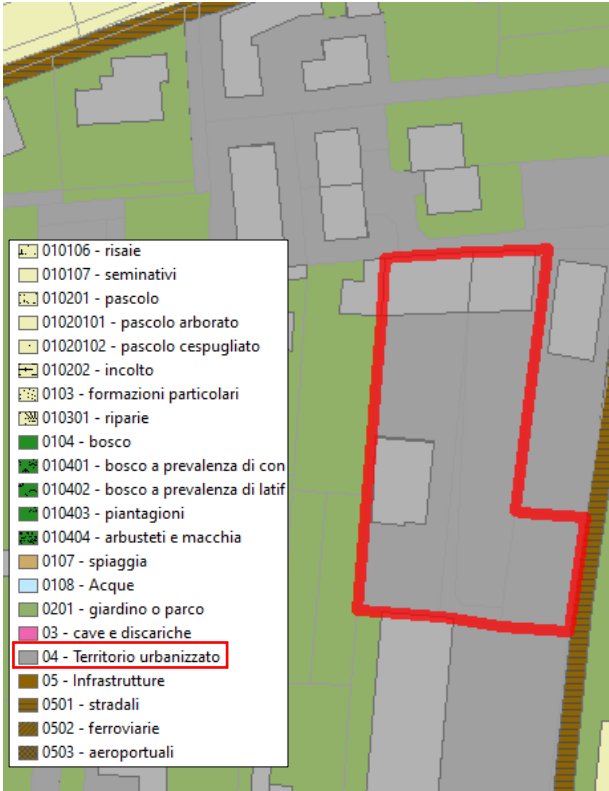 010106 - risaie
010107 - seminativi
010201 - pascolo
01020101 - pascolo arborato
01020102 - pascolo cespugliato
010202 - incolto
0103 - formazioni particolari
010301 - riparie
0104 - bosco
010401 - bosco a prevalenza di con
010402 - bosco a prevalenza di latif
010403 - piantagioni
010404 - arbusteti e macchia
0107 - spiaggia
0108 - Acque
0201 - giardino o parco
03 - cave e discariche
04 - Territorio urbanizzato
05 - Infrastrutture
0501 - stradali
0502 - ferroviarie
0503 - aeroportuali